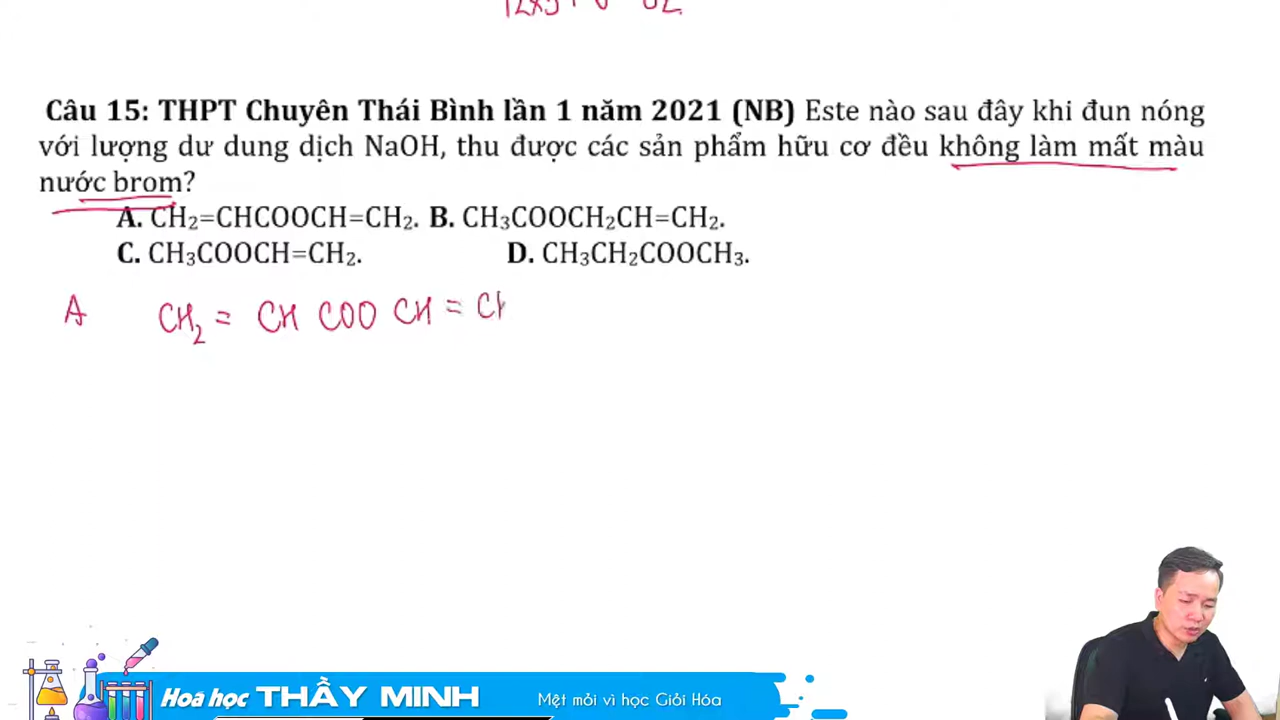 Câu 15: THPT Chuyên Thái Bình lần 1 năm 2021 (NB) Este nào sau đây khi đun nóng
với lượng dư dung dịch NaOH, thu được các sản phẩm hữu cơ đều không làm mất màu
nước brom?
A. CH₂=CHCOOCH=CH₂. B. CH₃COOCH₂CH=CH₂.
C. CH₃COOCH=CH₂. D. CH₃CH₂COOCH₃.
A CH₂ = CH COO CH =
Hoá học THẦY MINH Mệt mỏi vì học Giỏi Hóa